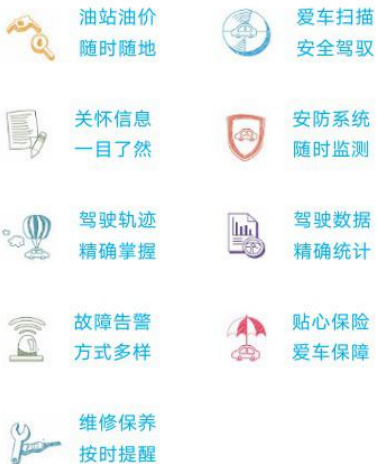 油站油价
随时随地
爱车扫描
安全驾驭
关怀信息
一目了然
安防系统
随时监测
驾驶轨迹
精确掌握
驾驶数据
精确统计
故障告警
方式多样
贴心保险
爱车保障
维修保养
按时提醒